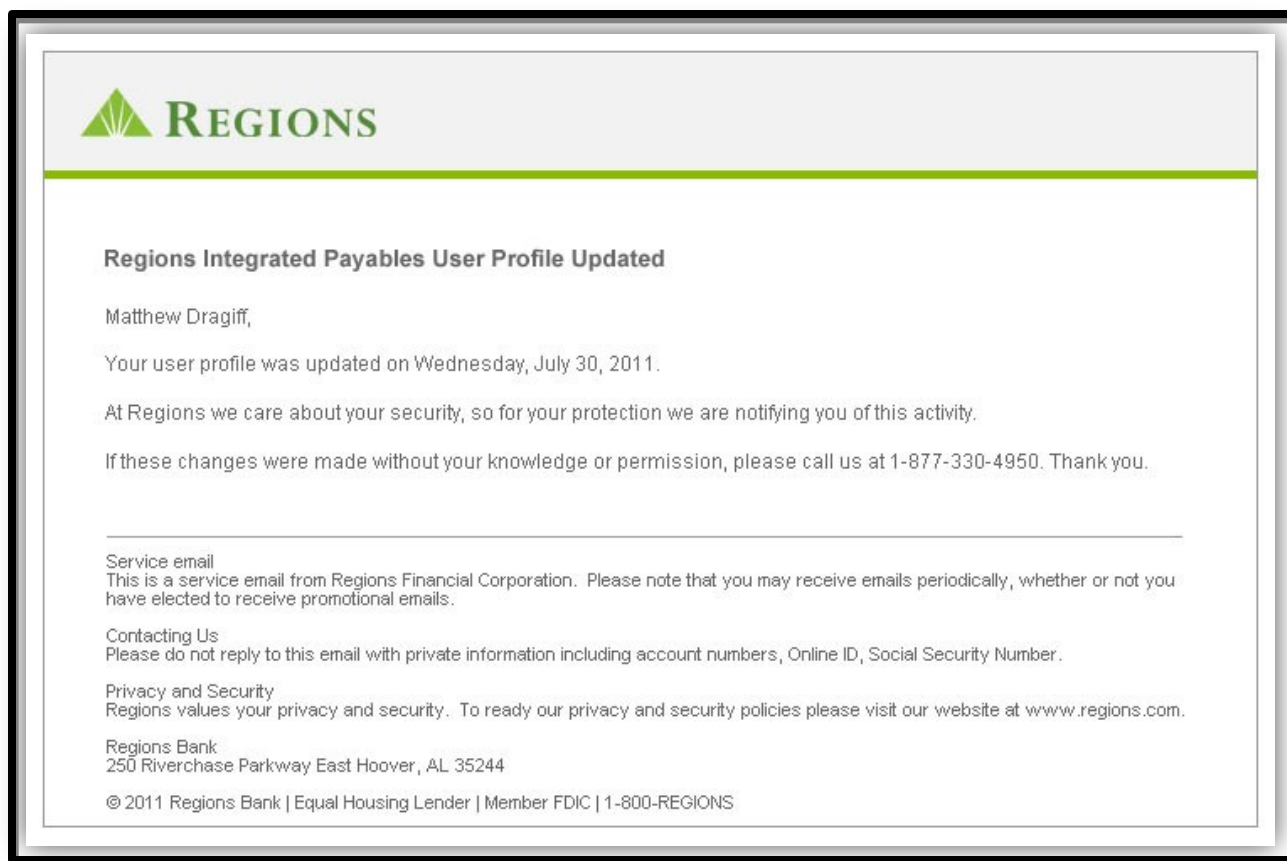 REGIONS
Regions Integrated Payables User Profile Updated
Matthew Dragiff,
Your user profile was updated on Wednesday, July 30, 2011.
At Regions we care about your security, so for your protection we are notifying you of this activity.
If these changes were made without your knowledge or permission, please call us at 1-877-330-4950. Thank you.
Service email
This is a service email from Regions Financial Corporation. Please note that you may receive emails periodically, whether or not you
have elected to receive promotional emails.
Contacting Us
Please do not reply to this email with private information including account numbers, Online ID, Social Security Number.
Privacy and Security
Regions values your privacy and security. To ready our privacy and security policies please visit our website at www.regions.com.
Regions Bank
250 Riverchase Parkway East Hoover, AL 35244
© 2011 Regions Bank | Equal Housing Lender | Member FDIC | 1-800-REGIONS